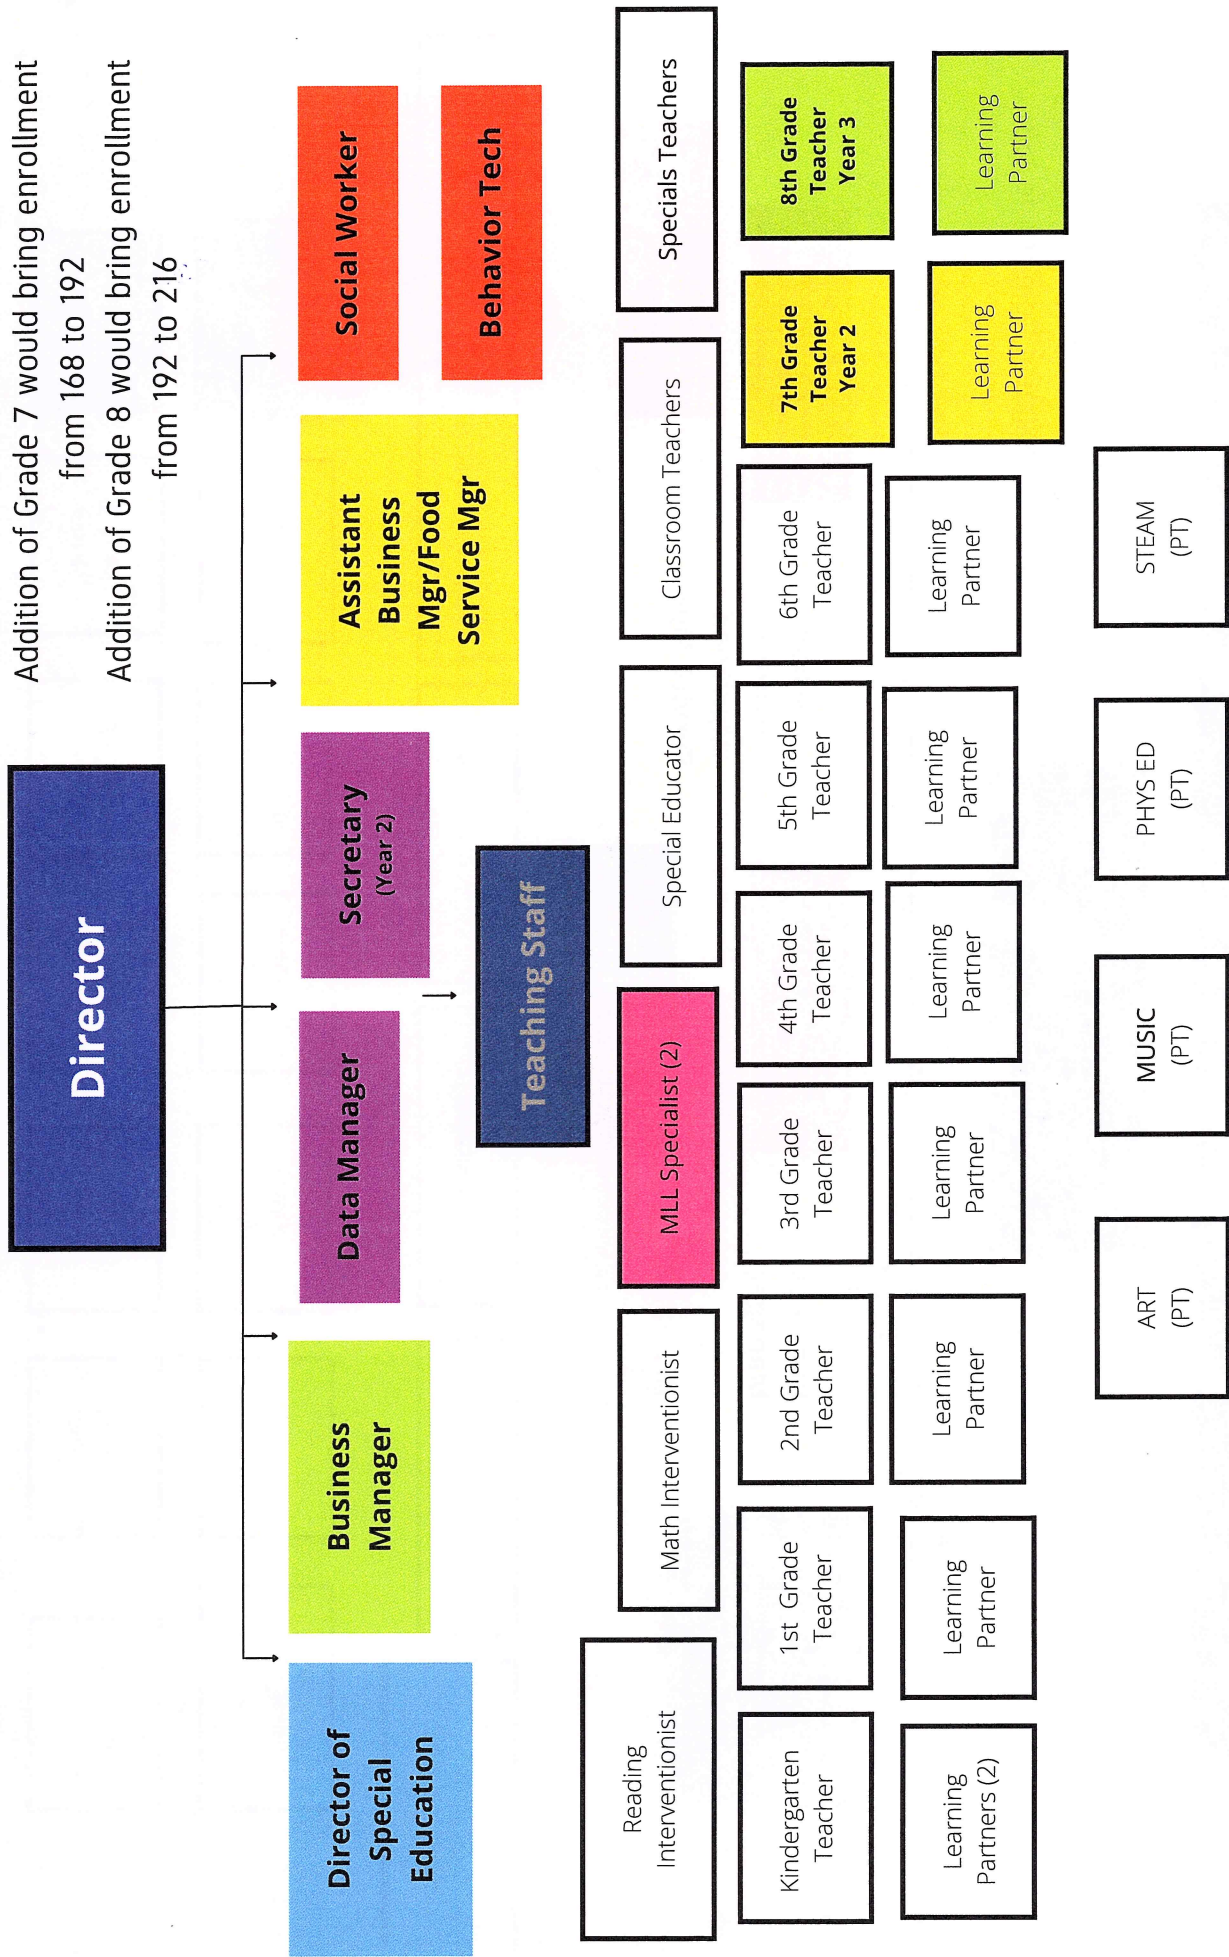 Director
Addition of Grade 7 would bring enrollment
from 168 to 192
Addition of Grade 8 would bring enrollment
from 192 to 216
Director of
Special
Education
Business
Manager
Data Manager
Secretary
(Year 2)
Assistant
Business
Mgr/Food
Service Mgr
Social Worker
Behavior Tech
Teaching Staff
Reading
Interventionist
Math Interventionist
MLL Specialist (2)
Special Educator
Classroom Teachers
Specials Teachers
Kindergarten
Teacher
1st Grade
Teacher
2nd Grade
Teacher
3rd Grade
Teacher
4th Grade
Teacher
5th Grade
Teacher
6th Grade
Teacher
7th Grade
Teacher
Year 2
8th Grade
Teacher
Year 3
Learning
Partners (2)
Learning
Partner
Learning
Partner
Learning
Partner
Learning
Partner
Learning
Partner
Learning
Partner
Learning
Partner
Learning
Partner
ART
(PT)
MUSIC
(PT)
PHYS ED
(PT)
STEAM
(PT)